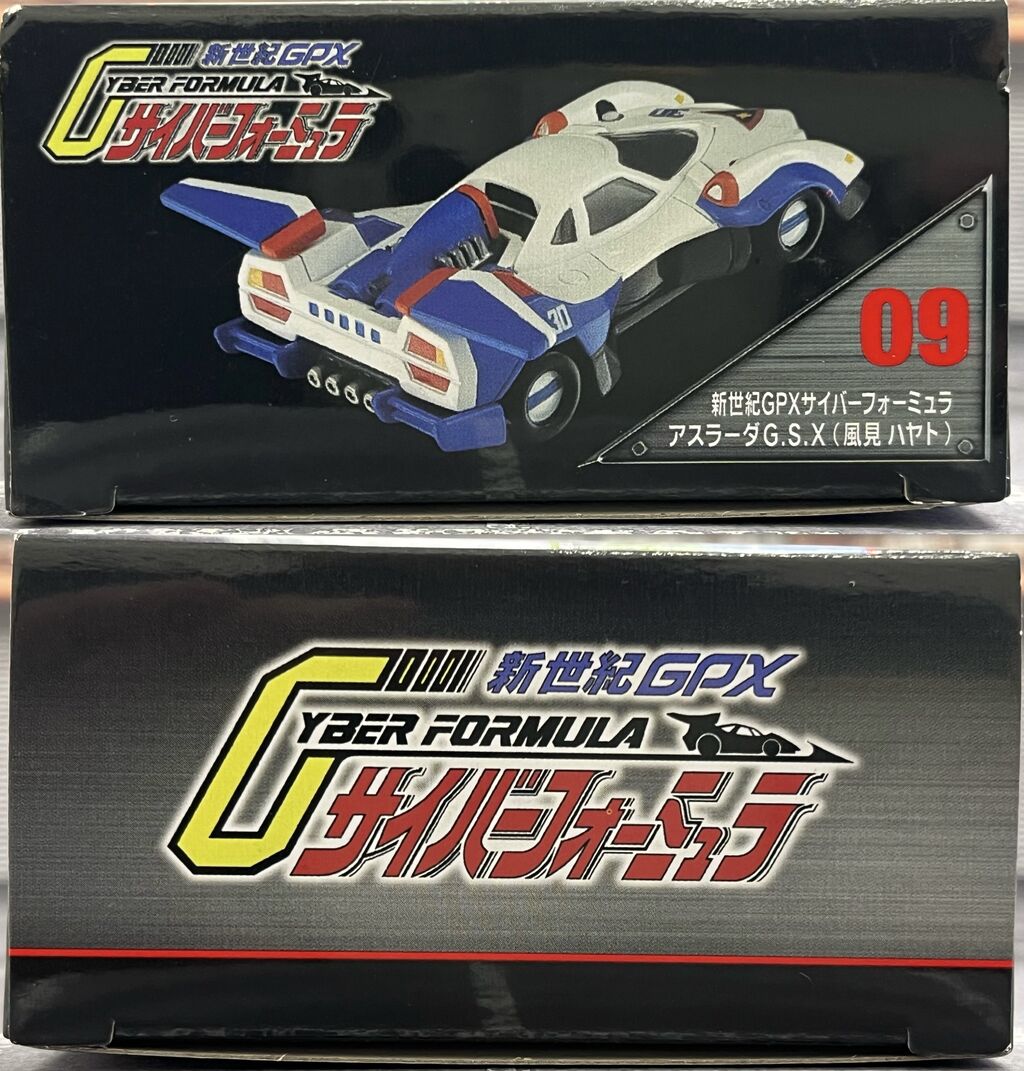 新世紀GPX
CYBER FORMULA
サイバーフォーミュラ
30
30
09
新世紀GPXサイバーフォーミュラ
アスラーダG.S.X(風見 ハヤト)
新世紀GPX
CYBER FORMULA
サイバーフォーミュラ